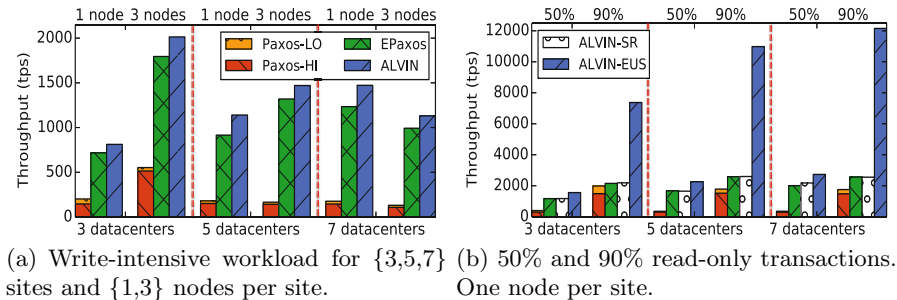 1 node 3 nodes 1 node 3 nodes 1 node 3 nodes
2000
1500
1000
500
0
Throughput (tps)
Paxos-LO
Paxos-HI
EPaxos
ALVIN
3 datacenters 5 datacenters 7 datacenters
(a) Write-intensive workload for {3,5,7}
sites and {1,3} nodes per site.
50% 90% 50% 90% 50% 90%
12000
10000
8000
6000
4000
2000
0
Throughput (tps)
ALVIN-SR
ALVIN-EUS
3 datacenters 5 datacenters 7 datacenters
(b) 50% and 90% read-only transactions.
One node per site.